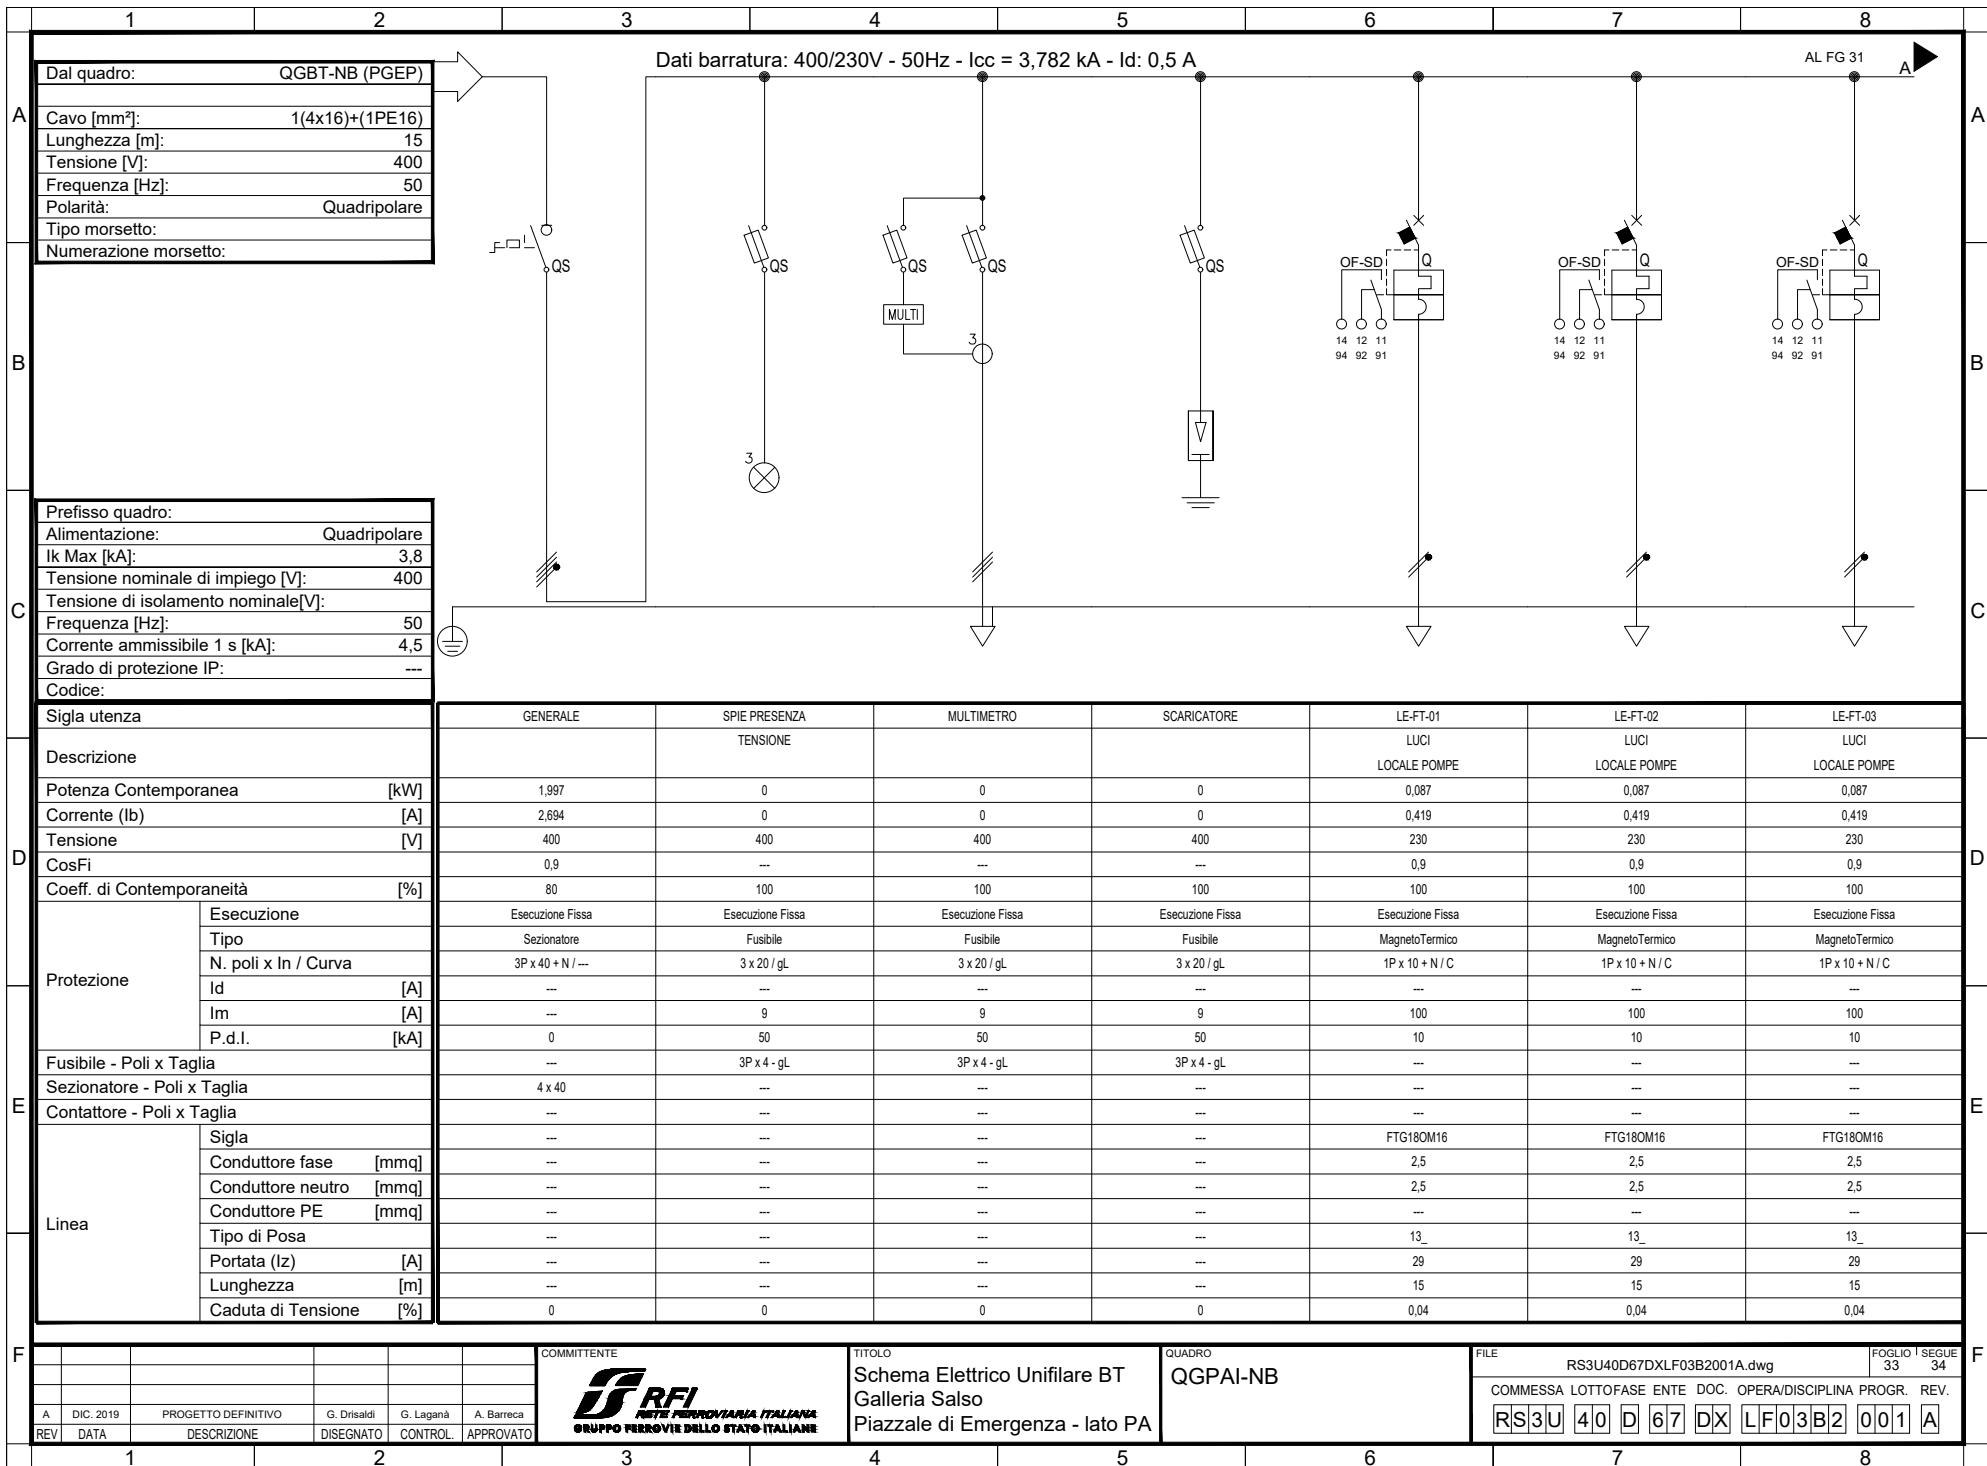 1 2 3 4 5 6 7 8
Dati barratura: 400/230V - 50Hz - Icc = 3,782 kA - Id: 0,5 A
AL FG 31
A
Dal quadro: QGBT-NB (PGEP)
Cavo [mm²]: 1(4x16)+(1PE16)
Lunghezza [m]: 15
Tensione [V]: 400
Frequenza [Hz]: 50
Polarità: Quadripolare
Tipo morsetto:
Numerazione morsetto:
A A
B B
C C
D D
E E
F F
QS QS QS QS QS
MULTI
3
3
OF-SD Q OF-SD Q OF-SD Q
14 12 11 14 12 11 14 12 11
94 92 91 94 92 91 94 92 91
Prefisso quadro:
Alimentazione: Quadripolare
Ik Max [kA]: 3,8
Tensione nominale di impiego [V]: 400
Tensione di isolamento nominale[V]:
Frequenza [Hz]: 50
Corrente ammissibile 1 s [kA]: 4,5
Grado di protezione IP: ---
Codice:
Sigla utenza GENERALE SPIE PRESENZA MULTIMETRO SCARICATORE LE-FT-01 LE-FT-02 LE-FT-03
Descrizione TENSIONE LUCI LUCI LUCI
LOCALE POMPE LOCALE POMPE LOCALE POMPE
Potenza Contemporanea [kW] 1,997 0 0 0 0,087 0,087 0,087
Corrente (Ib) [A] 2,694 0 0 0 0,419 0,419 0,419
Tensione [V] 400 400 400 400 230 230 230
CosFi 0,9 --- --- --- 0,9 0,9 0,9
Coeff. di Contemporaneità [%] 80 100 100 100 100 100 100
Protezione
Esecuzione Esecuzione Fissa Esecuzione Fissa Esecuzione Fissa Esecuzione Fissa Esecuzione Fissa Esecuzione Fissa Esecuzione Fissa
Tipo Sezionatore Fusibile Fusibile Fusibile MagnetoTermico MagnetoTermico MagnetoTermico
N. poli x In / Curva 3P x 40 + N / --- 3 x 20 / gL 3 x 20 / gL 3 x 20 / gL 1P x 10 + N / C 1P x 10 + N / C 1P x 10 + N / C
Id [A] --- --- --- --- --- --- ---
Im [A] --- 9 9 9 100 100 100
P.d.I. [kA] 0 50 50 50 10 10 10
Fusibile - Poli x Taglia --- 3P x 4 - gL 3P x 4 - gL 3P x 4 - gL --- --- ---
Sezionatore - Poli x Taglia 4 x 40 --- --- --- --- --- ---
Contattore - Poli x Taglia --- --- --- --- --- --- ---
Linea
Sigla --- --- --- --- FTG18OM16 FTG18OM16 FTG18OM16
Conduttore fase [mmq] --- --- --- --- 2,5 2,5 2,5
Conduttore neutro [mmq] --- --- --- --- 2,5 2,5 2,5
Conduttore PE [mmq] --- --- --- --- --- --- ---
Tipo di Posa --- --- --- --- 13_ 13_ 13_
Portata (Iz) [A] --- --- --- --- 29 29 29
Lunghezza [m] --- --- --- --- 15 15 15
Caduta di Tensione [%] 0 0 0 0 0,04 0,04 0,04
A DIC. 2019 PROGETTO DEFINITIVO G. Drisaldi G. Laganà A. Barreca
REV DATA DESCRIZIONE DISEGNATO CONTROL. APPROVATO
COMMITTENTE
RFI
RETE FERROVIARIA ITALIANA
GRUPPO FERROVIE DELLO STATO ITALIANE
TITOLO
Schema Elettrico Unifilare BT
Galleria Salso
Piazzale di Emergenza - lato PA
QUADRO
QGPAI-NB
FILE
RS3U40D67DXLF03B2001A.dwg
FOGLIO SEGUE
33 34
COMMESSA LOTTO FASE ENTE DOC. OPERA/DISCIPLINA PROGR. REV.
RS3U 40 D 67 DX LF03B2 001 A
1 2 3 4 5 6 7 8